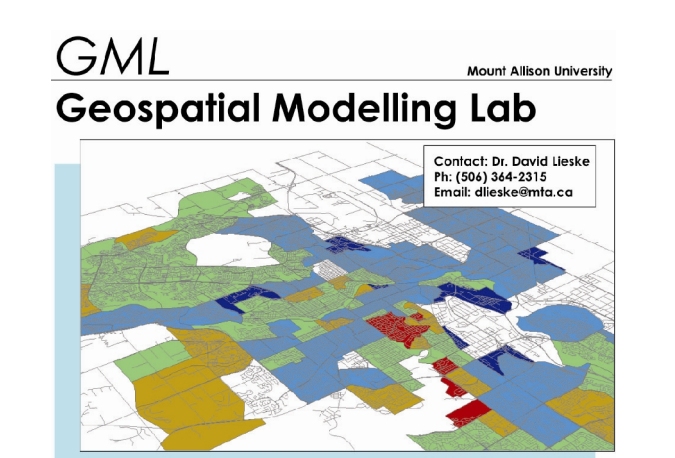 GML
Mount Allison University
Geospatial Modelling Lab
Contact: Dr. David Lieske
Ph: (506) 364-2315
Email: dlieske@mta.ca